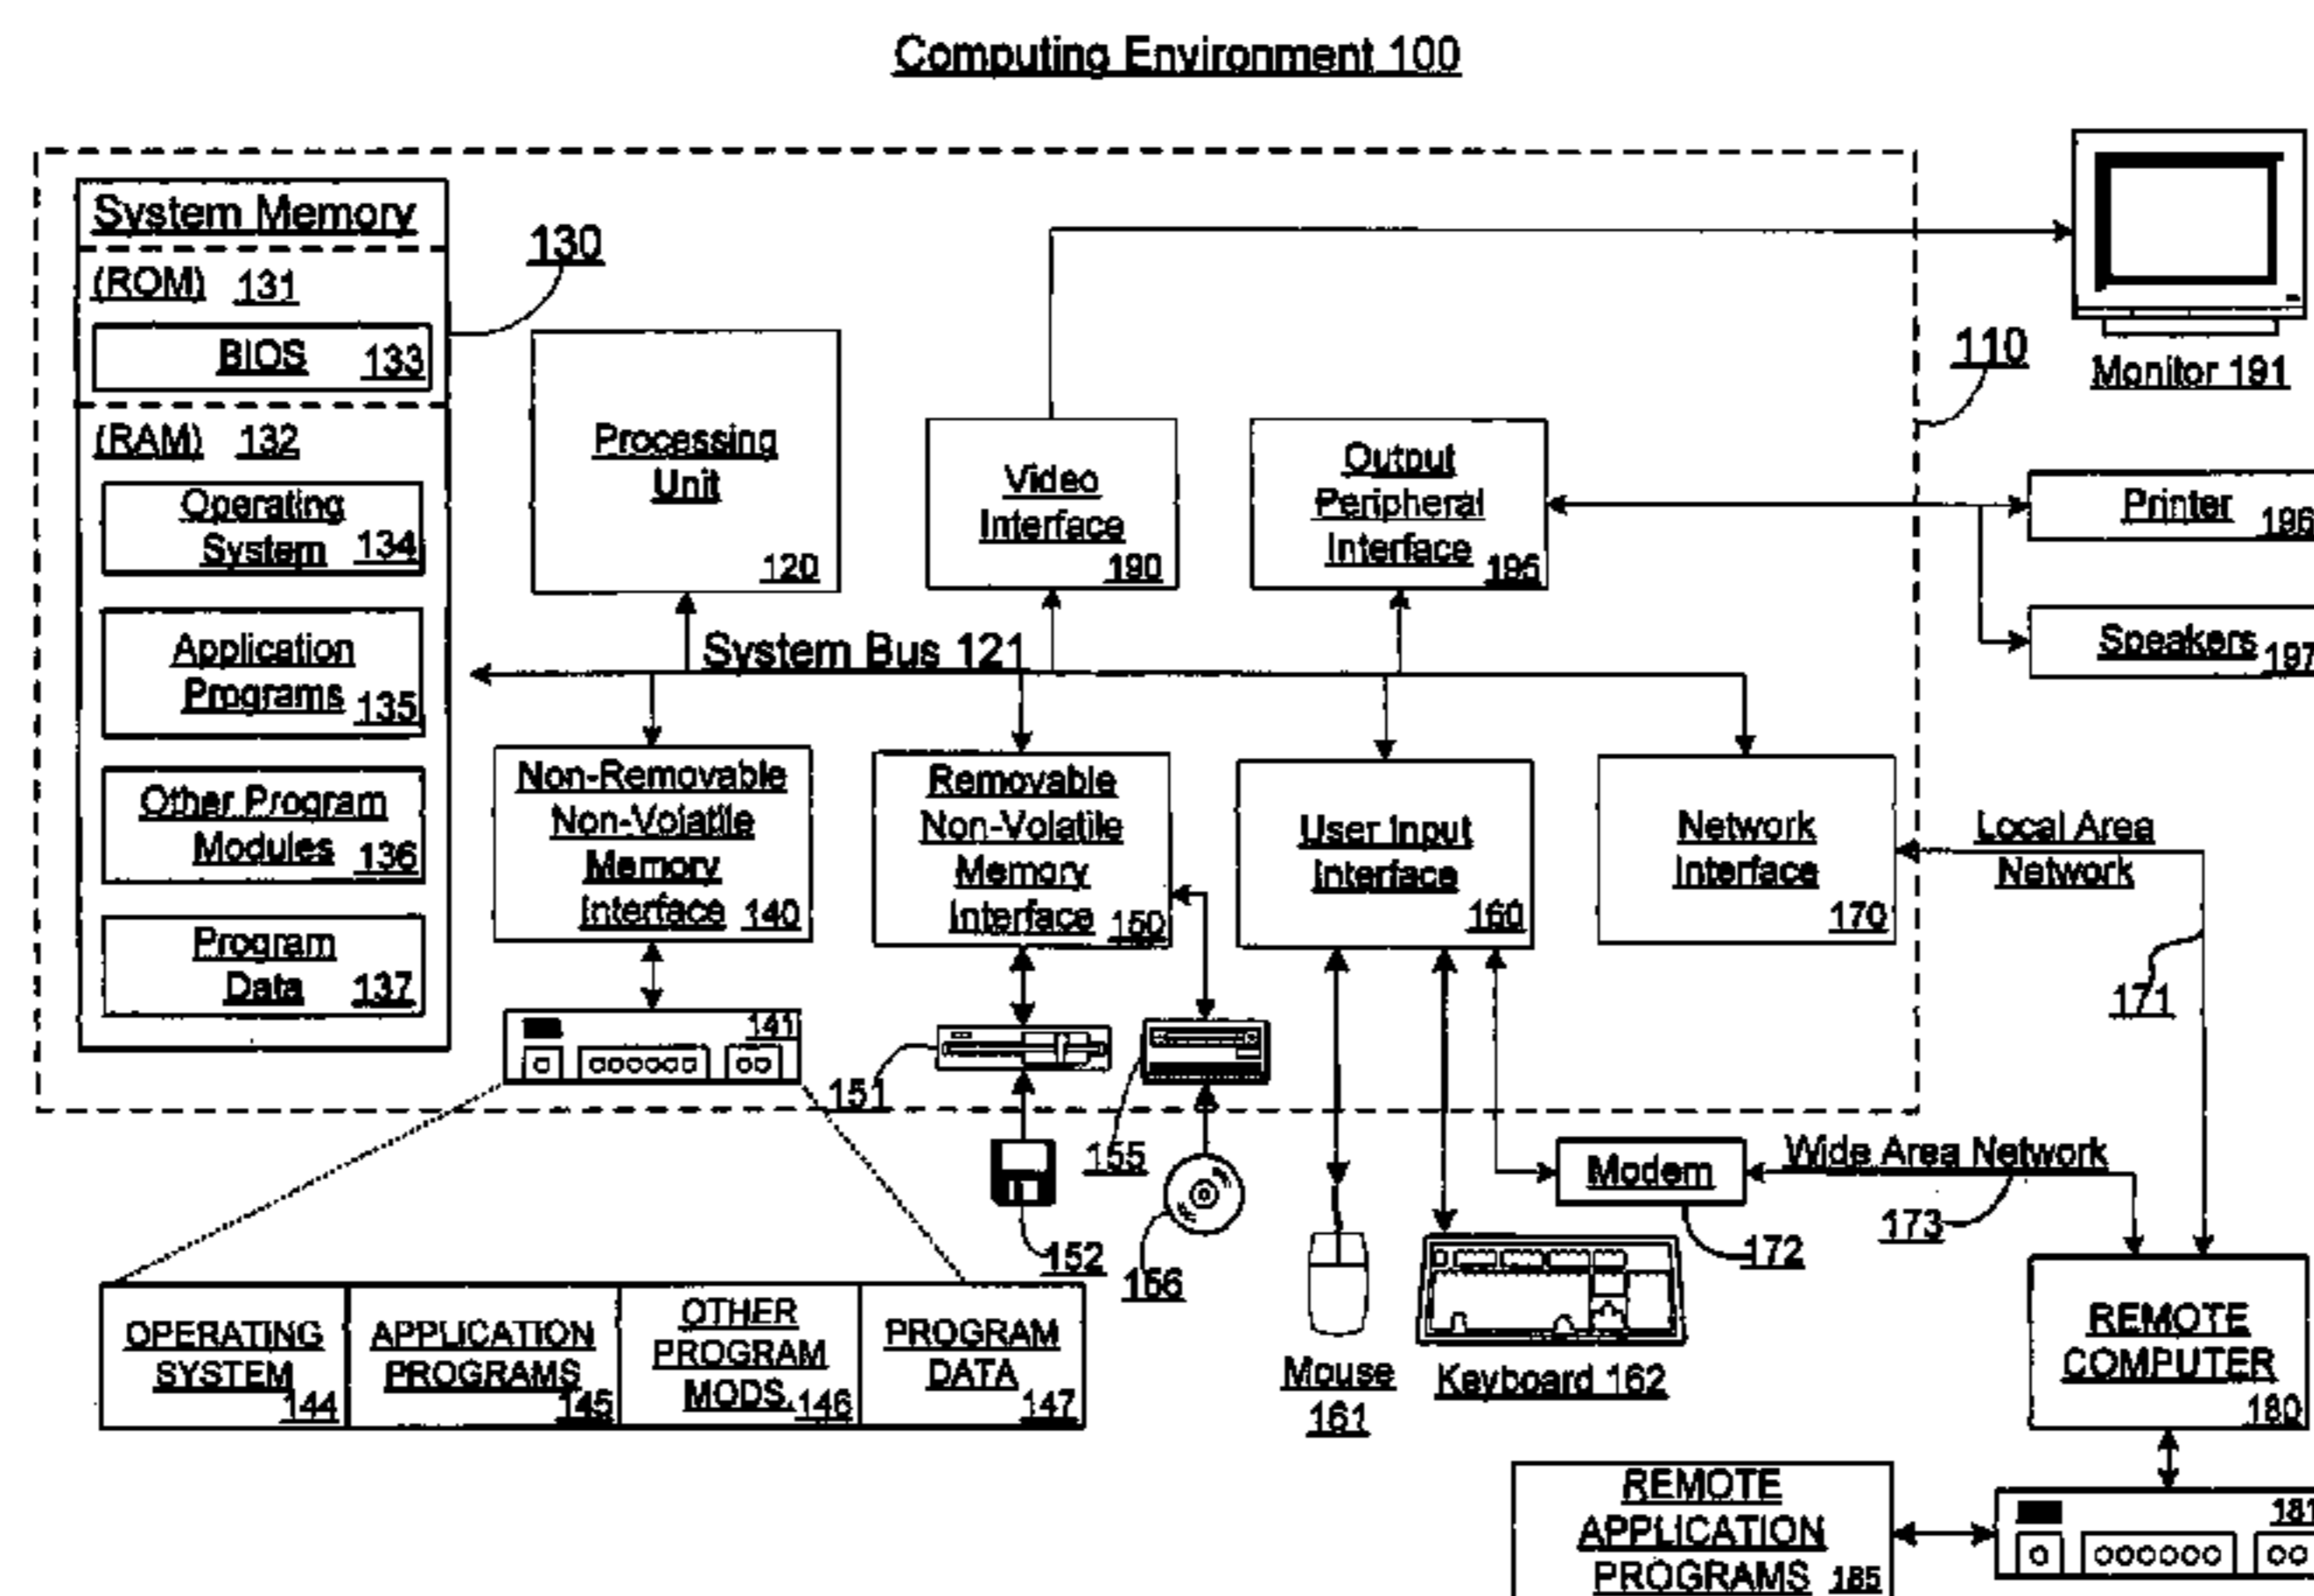 Computing Environment 100
System Memory
(ROM) 131
BIOS 133
(RAM) 132
Operating
System 134
Application
Programs 135
Other Program
Modules 136
Program
Data 137
130
Processing
Unit
120
Video
Interface
190
Output
Peripheral
Interface 195
System Bus 121
Monitor 191
110
Printer 196
Speakers 197
Non-Removable
Non-Volatile
Memory
Interface 140
Removable
Non-Volatile
Memory
Interface 150
User Input
Interface
160
Network
Interface
170
Local Area
Network
171
141
151
155
152
156
Modem
172
Wide Area Network
173
Mouse
161
Keyboard 162
OPERATING
SYSTEM 144
APPLICATION
PROGRAMS 145
OTHER
PROGRAM
MODS. 146
PROGRAM
DATA 147
REMOTE
COMPUTER
180
181
REMOTE
APPLICATION
PROGRAMS 185